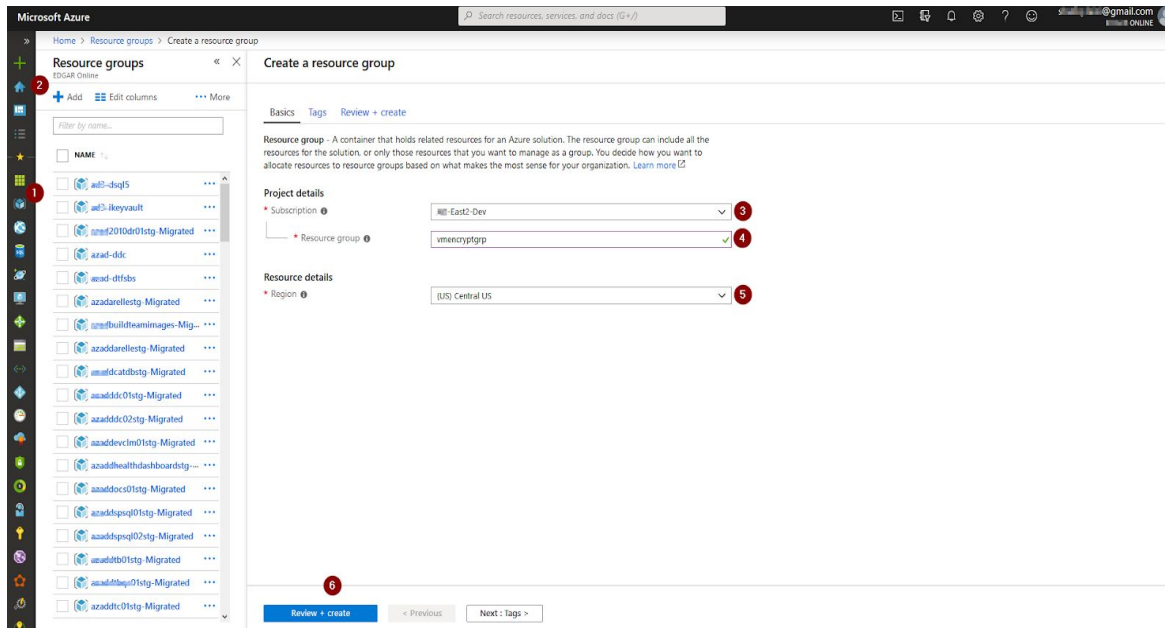 Microsoft Azure
Search resources, services, and docs (G+/)
@gmail.com
ONLINE
Home > Resource groups > Create a resource group
Resource groups
EDGAR Online
2
Add Edit columns ••• More
Filter by name...
NAME
1
ad3-dsql5
ad3-ikeyvault
2010dr01stg-Migrated
azad-ddc
azad-dtfsbs
azadarellestg-Migrated
buildteamimages-Mig...
azaddarellestg-Migrated
dcatdbstg-Migrated
azadddc01stg-Migrated
azadddc02stg-Migrated
azaddevclm01stg-Migrated
azaddhealthdashboardstg-...
azaddocs01stg-Migrated
azaddspsql01stg-Migrated
azaddspsql02stg-Migrated
azaddtb01stg-Migrated
01stg-Migrated
azaddtc01stg-Migrated
Create a resource group
Basics Tags Review + create
Resource group - A container that holds related resources for an Azure solution. The resource group can include all the
resources for the solution, or only those resources that you want to manage as a group. You decide how you want to
allocate resources to resource groups based on what makes the most sense for your organization. Learn more
Project details
* Subscription
-East2-Dev
3
* Resource group
vmencryptgrp
4
Resource details
* Region
(US) Central US
5
6
Review + create < Previous Next : Tags >